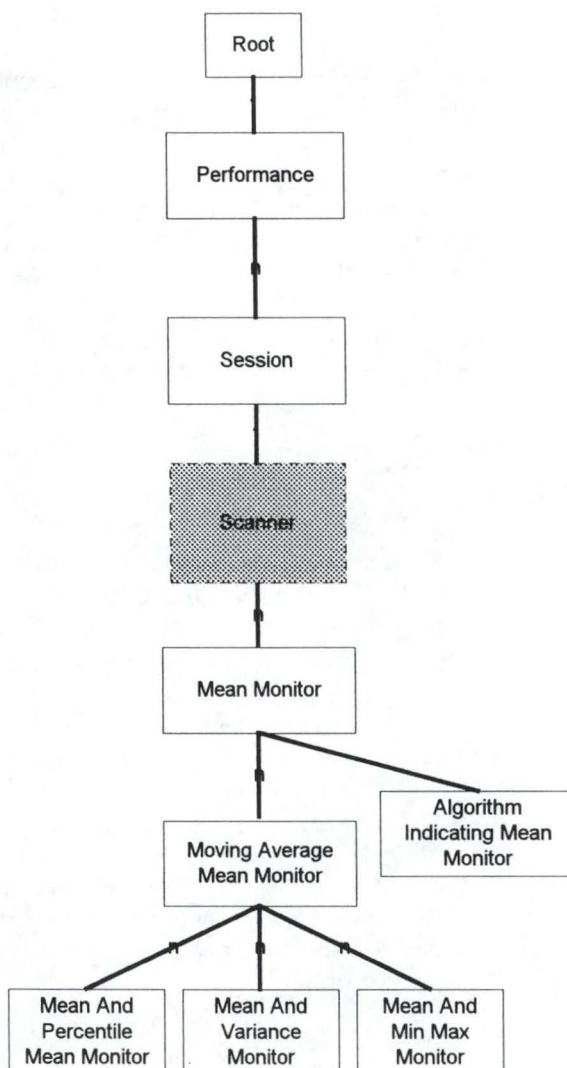 Root
Performance
n
Session
Scanner
n
Mean Monitor
n
Algorithm
Indicating Mean
Monitor
Moving Average
Mean Monitor
n
n
n
Mean And
Percentile
Mean Monitor
Mean And
Variance
Monitor
Mean And
Min Max
Monitor